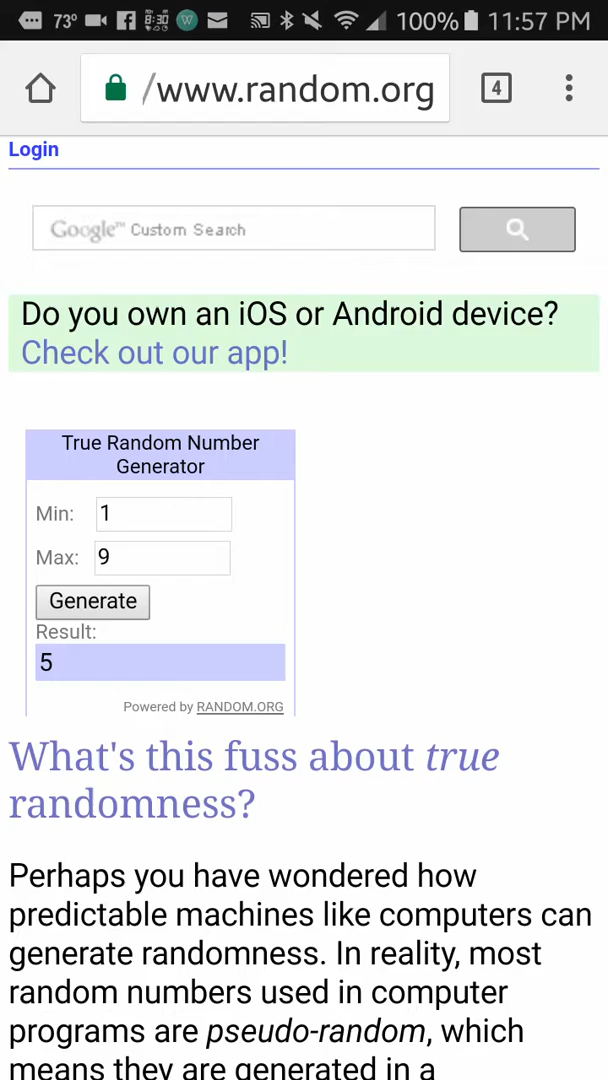 73° 8:30 W 100% 11:57 PM
/www.random.org 4
Login
Google™ Custom Search
Do you own an iOS or Android device?
Check out our app!
True Random Number
Generator
Min: 1
Max: 9
Generate
Result:
5
Powered by RANDOM.ORG
What's this fuss about true
randomness?
Perhaps you have wondered how
predictable machines like computers can
generate randomness. In reality, most
random numbers used in computer
programs are pseudo-random, which
means they are generated in a